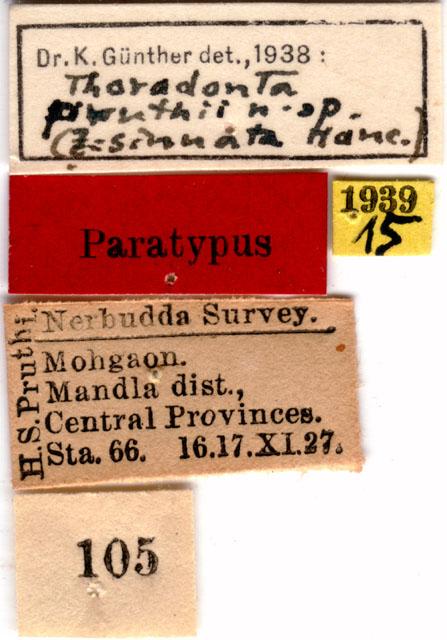 Dr. K. Günther det., 1938 :
Thoradonta
pruthii n. sp.
sinuata Hanc.)
Paratypus
1939
15
H.S. Pruthi
Nerbudda Survey.
Mohgaon.
Mandla dist.,
Central Provinces.
Sta. 66. 16.17.XI.27.
105